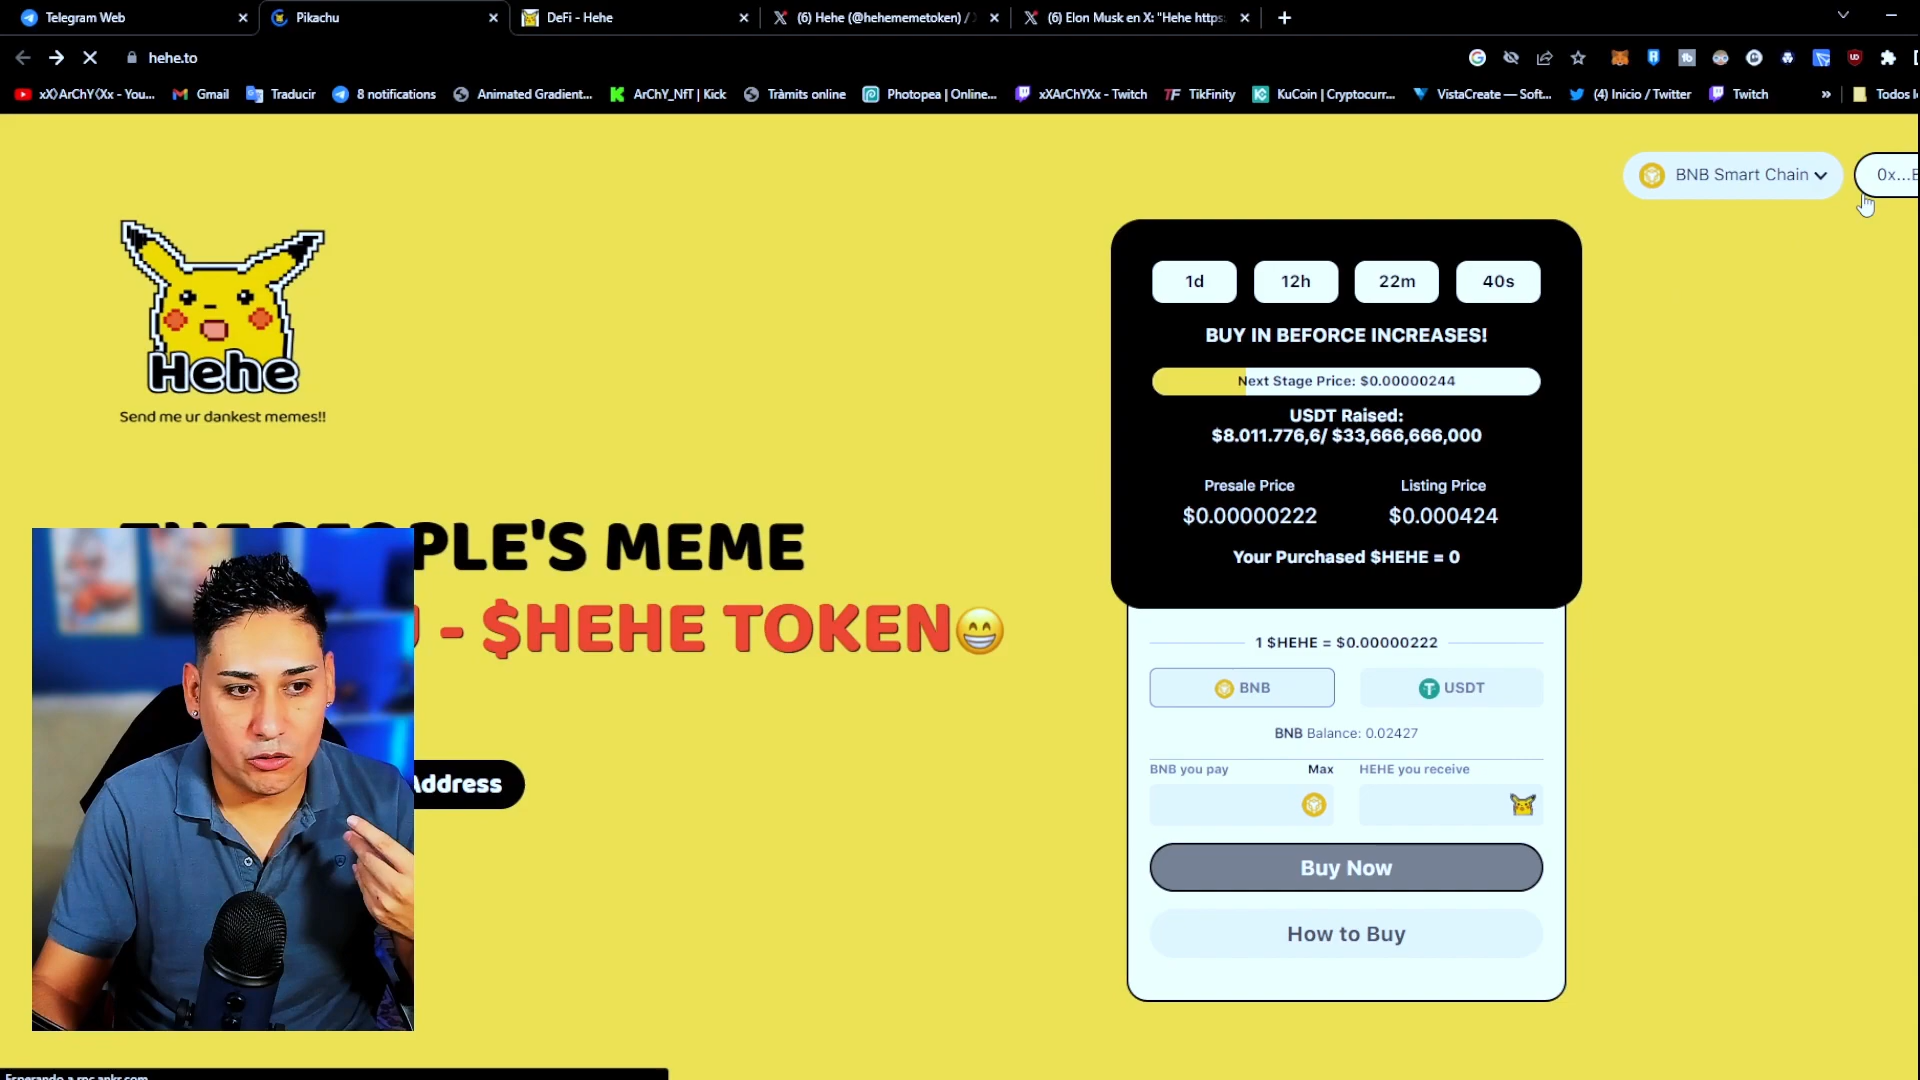 Telegram Web
Pikachu
DeFi - Hehe
(6) Hehe (@hehememetoken) /
(6) Elon Musk en X: "Hehe https:
hehe.to
xX)ArChY(Xx - You...
Gmail
Traducir
8 notifications
Animated Gradient...
ArChY_NfT | Kick
Tràmits online
Photopea | Online...
xXArChYXx - Twitch
TikFinity
KuCoin | Cryptocurr...
VistaCreate — Soft...
(4) Inicio / Twitter
Twitch
»
Todos l
BNB Smart Chain
0x...E
Hehe
Send me ur dankest memes!!
PLE'S MEME
- $HEHE TOKEN
Address
1d
12h
22m
40s
BUY IN BEFORCE INCREASES!
Next Stage Price: $0.00000244
USDT Raised:
$8.011.776,6/ $33,666,666,000
Presale Price
Listing Price
$0.00000222
$0.000424
Your Purchased $HEHE = 0
1 $HEHE = $0.00000222
BNB
USDT
BNB Balance: 0.02427
BNB you pay
Max
HEHE you receive
Buy Now
How to Buy